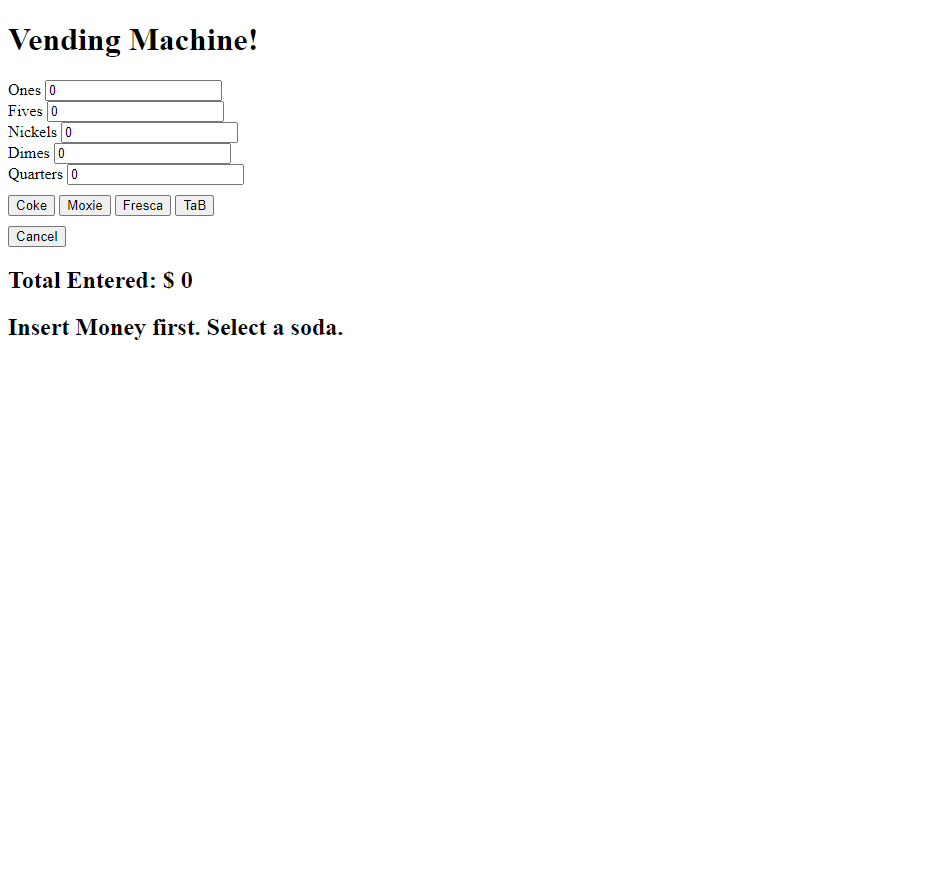 Vending Machine!
Ones 0
Fives 0
Nickels 0
Dimes 0
Quarters 0
Coke Moxie Fresca TaB
Cancel
Total Entered: $ 0
Insert Money first. Select a soda.